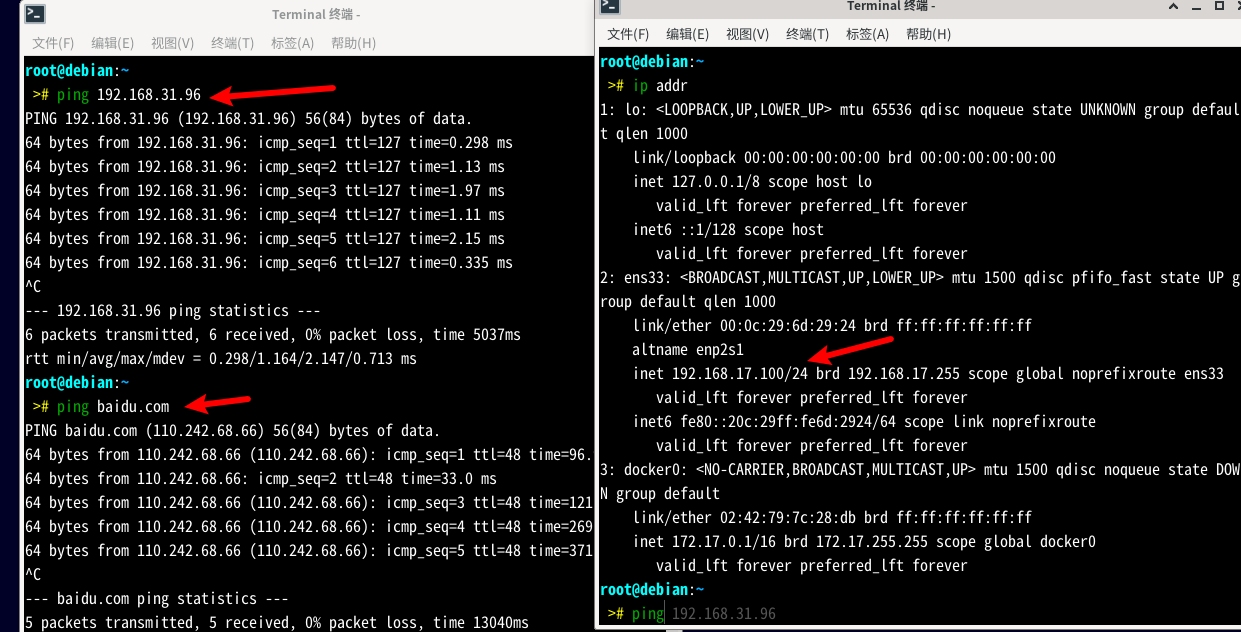 Terminal 终端 -
文件(F) 编辑(E) 视图(V) 终端(T) 标签(A) 帮助(H)
root@debian:~
># ping 192.168.31.96
PING 192.168.31.96 (192.168.31.96) 56(84) bytes of data.
64 bytes from 192.168.31.96: icmp_seq=1 ttl=127 time=0.298 ms
64 bytes from 192.168.31.96: icmp_seq=2 ttl=127 time=1.13 ms
64 bytes from 192.168.31.96: icmp_seq=3 ttl=127 time=1.97 ms
64 bytes from 192.168.31.96: icmp_seq=4 ttl=127 time=1.11 ms
64 bytes from 192.168.31.96: icmp_seq=5 ttl=127 time=2.15 ms
64 bytes from 192.168.31.96: icmp_seq=6 ttl=127 time=0.335 ms
^C
--- 192.168.31.96 ping statistics ---
6 packets transmitted, 6 received, 0% packet loss, time 5037ms
rtt min/avg/max/mdev = 0.298/1.164/2.147/0.713 ms
root@debian:~
># ping baidu.com
PING baidu.com (110.242.68.66) 56(84) bytes of data.
64 bytes from 110.242.68.66 (110.242.68.66): icmp_seq=1 ttl=48 time=96.
64 bytes from 110.242.68.66: icmp_seq=2 ttl=48 time=33.0 ms
64 bytes from 110.242.68.66 (110.242.68.66): icmp_seq=3 ttl=48 time=121
64 bytes from 110.242.68.66 (110.242.68.66): icmp_seq=4 ttl=48 time=269
64 bytes from 110.242.68.66 (110.242.68.66): icmp_seq=5 ttl=48 time=371
^C
--- baidu.com ping statistics ---
5 packets transmitted, 5 received, 0% packet loss, time 13040ms
Terminal 终端 -
文件(F) 编辑(E) 视图(V) 终端(T) 标签(A) 帮助(H)
root@debian:~
># ip addr
1: lo: <LOOPBACK,UP,LOWER_UP> mtu 65536 qdisc noqueue state UNKNOWN group defaul
t qlen 1000
link/loopback 00:00:00:00:00:00 brd 00:00:00:00:00:00
inet 127.0.0.1/8 scope host lo
valid_lft forever preferred_lft forever
inet6 ::1/128 scope host
valid_lft forever preferred_lft forever
2: ens33: <BROADCAST,MULTICAST,UP,LOWER_UP> mtu 1500 qdisc pfifo_fast state UP g
roup default qlen 1000
link/ether 00:0c:29:6d:29:24 brd ff:ff:ff:ff:ff:ff
altname enp2s1
inet 192.168.17.100/24 brd 192.168.17.255 scope global noprefixroute ens33
valid_lft forever preferred_lft forever
inet6 fe80::20c:29ff:fe6d:2924/64 scope link noprefixroute
valid_lft forever preferred_lft forever
3: docker0: <NO-CARRIER,BROADCAST,MULTICAST,UP> mtu 1500 qdisc noqueue state DOW
N group default
link/ether 02:42:79:7c:28:db brd ff:ff:ff:ff:ff:ff
inet 172.17.0.1/16 brd 172.17.255.255 scope global docker0
valid_lft forever preferred_lft forever
root@debian:~
># ping 192.168.31.96